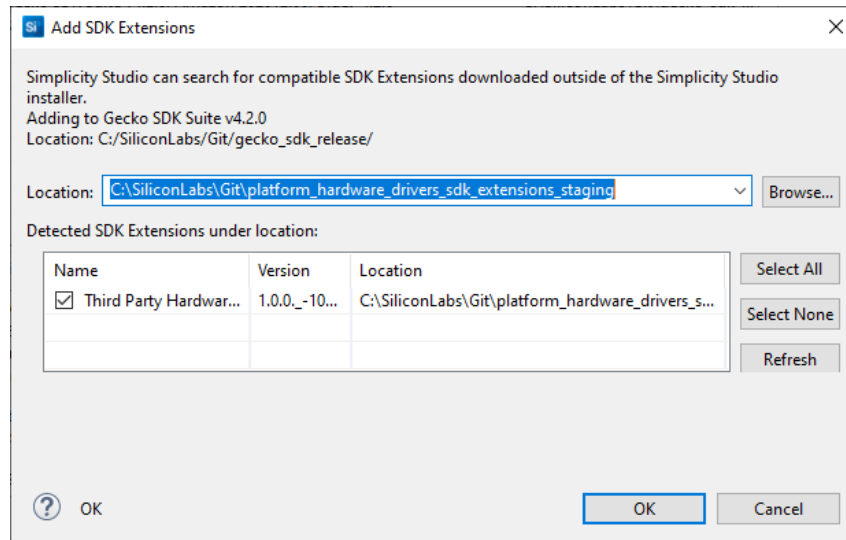 Si Add SDK Extensions
Simplicity Studio can search for compatible SDK Extensions downloaded outside of the Simplicity Studio
installer.
Adding to Gecko SDK Suite v4.2.0
Location: C:/SiliconLabs/Git/gecko_sdk_release/
Location: C:\SiliconLabs\Git\platform_hardware_drivers_sdk_extensions_staging Browse...
Detected SDK Extensions under location:
Name Version Location Select All
Third Party Hardwar... 1.0.0._-10... C:\SiliconLabs\Git\platform_hardware_drivers_s...
Select None
Refresh
? OK OK Cancel